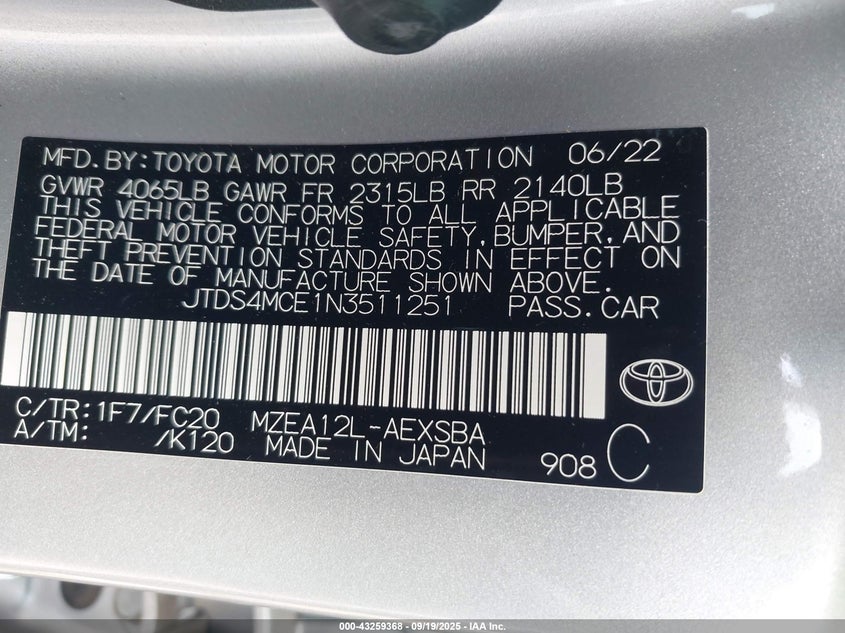 MFD.BY:TOYOTA MOTOR CORPORATION 06/22
GVWR 4065LB GAWR FR 2315LB RR 2140LB
THIS VEHICLE CONFORMS TO ALL APPLICABLE
FEDERAL MOTOR VEHICLE SAFETY,BUMPER,AND
THEFT PREVENTION STANDARDS IN EFFECT ON
THE DATE OF MANUFACTURE SHOWN ABOVE.
JTDS4MCE1N3511251 PASS.CAR
C/TR:1F7/FC20 MZEA12L-AEXSBA
A/TM: /K120 MADE IN JAPAN 908 C
000-43259368 - 09/19/2025 - IAA Inc.